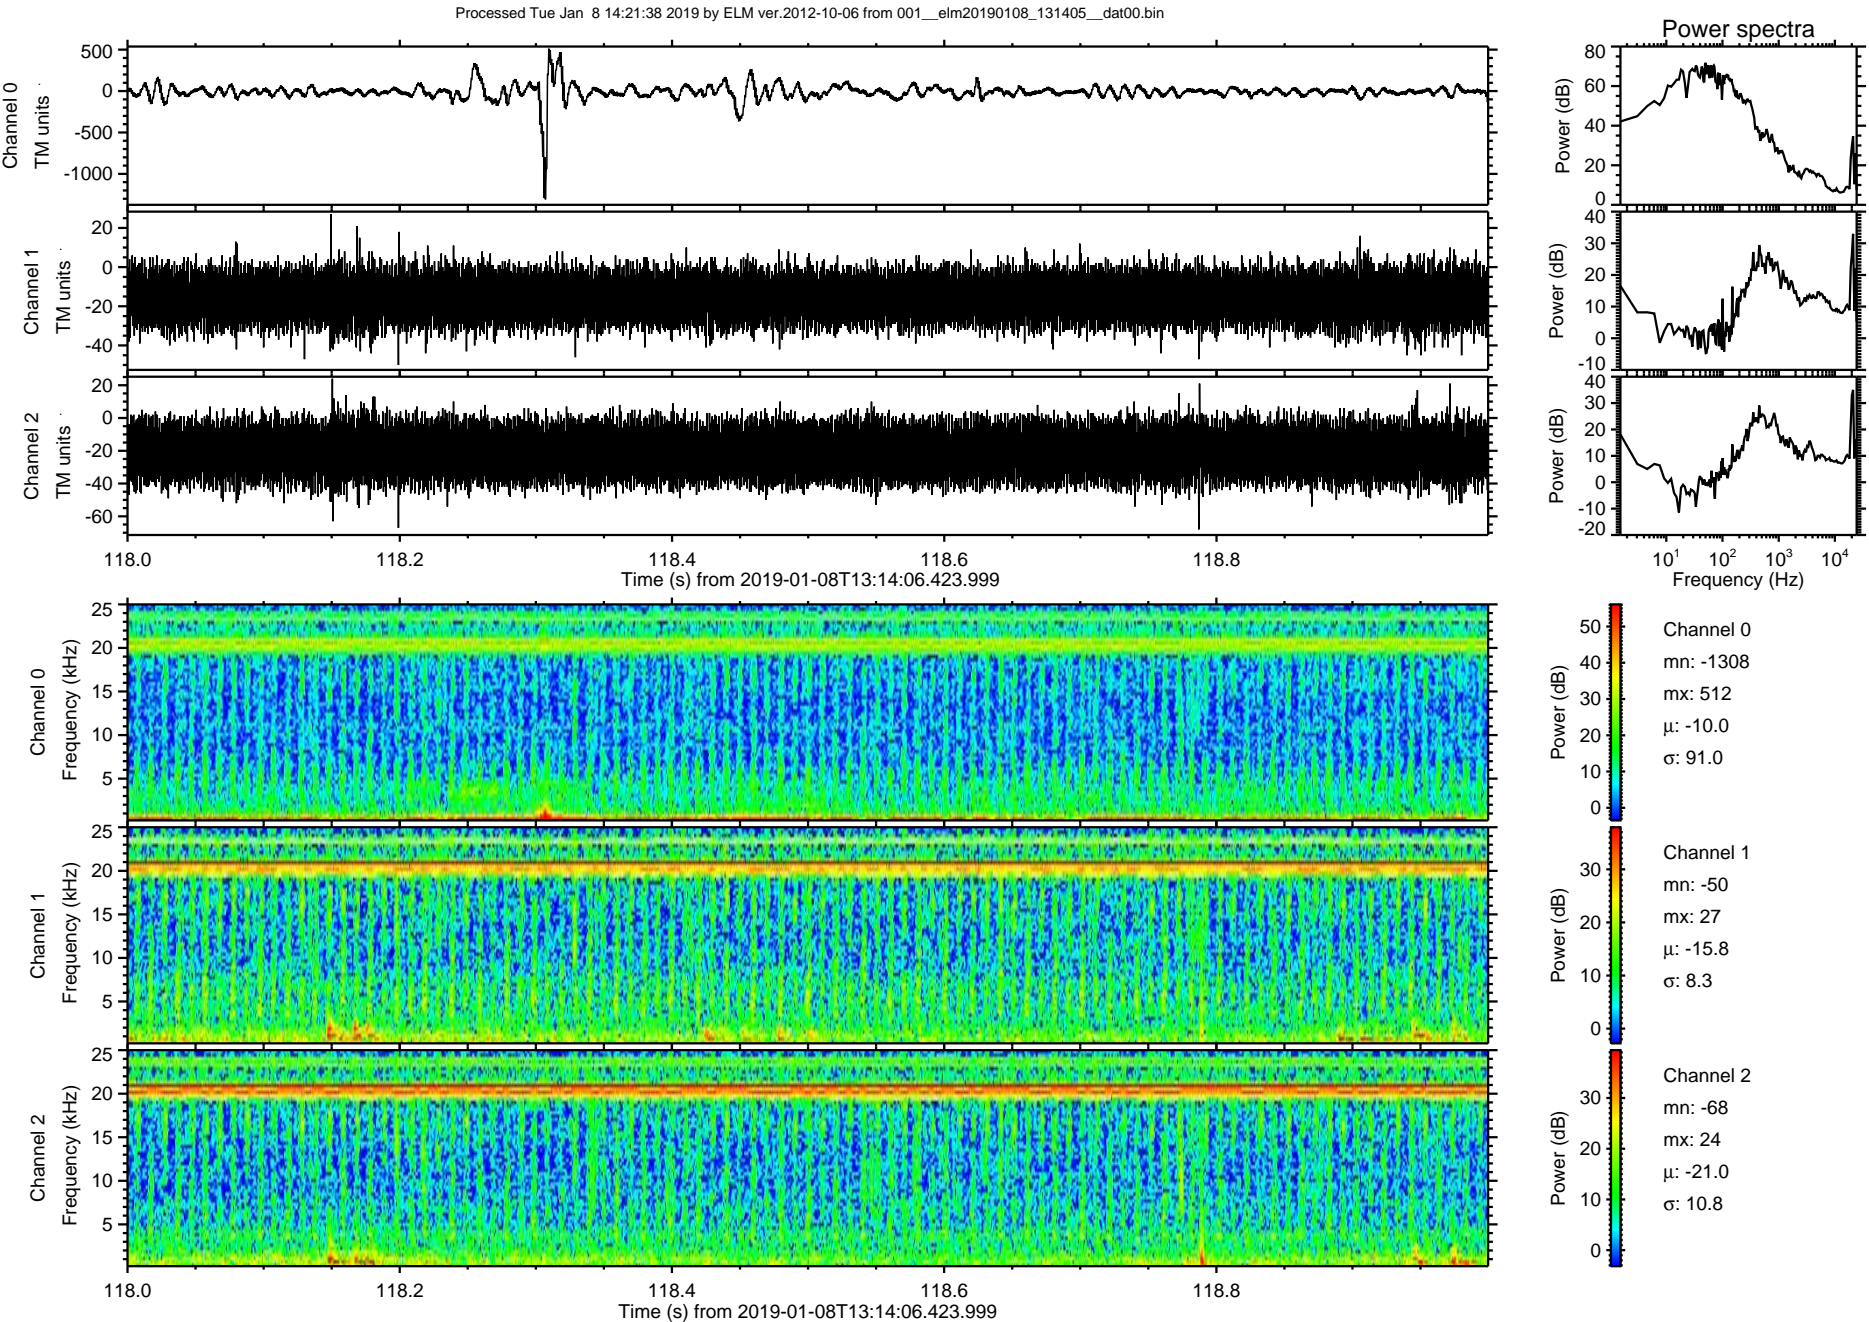 Processed Tue Jan  8 14:21:38 2019 by ELM ver.2012-10-06 from 001__elm20190108_131405__dat00.bin
Power spectra
Channel 0
TM units
500
0
-500
-1000
Power (dB)
80
60
40
20
0
Channel 1
TM units
20
0
-20
-40
Power (dB)
40
30
20
10
0
-10
Channel 2
TM units
20
0
-20
-40
-60
Power (dB)
40
30
20
10
0
-10
-20
118.0 118.2 118.4 118.6 118.8
Time (s) from 2019-01-08T13:14:06.423.999
10¹ 10² 10³ 10⁴
Frequency (Hz)
Channel 0
Frequency (kHz)
25
20
15
10
5
Power (dB)
50
40
30
20
10
0
Channel 0
mn: -1308
mx: 512
μ: -10.0
σ: 91.0
Channel 1
Frequency (kHz)
25
20
15
10
5
Power (dB)
30
20
10
0
Channel 1
mn: -50
mx: 27
μ: -15.8
σ: 8.3
Channel 2
Frequency (kHz)
25
20
15
10
5
Power (dB)
30
20
10
0
Channel 2
mn: -68
mx: 24
μ: -21.0
σ: 10.8
118.0 118.2 118.4 118.6 118.8
Time (s) from 2019-01-08T13:14:06.423.999